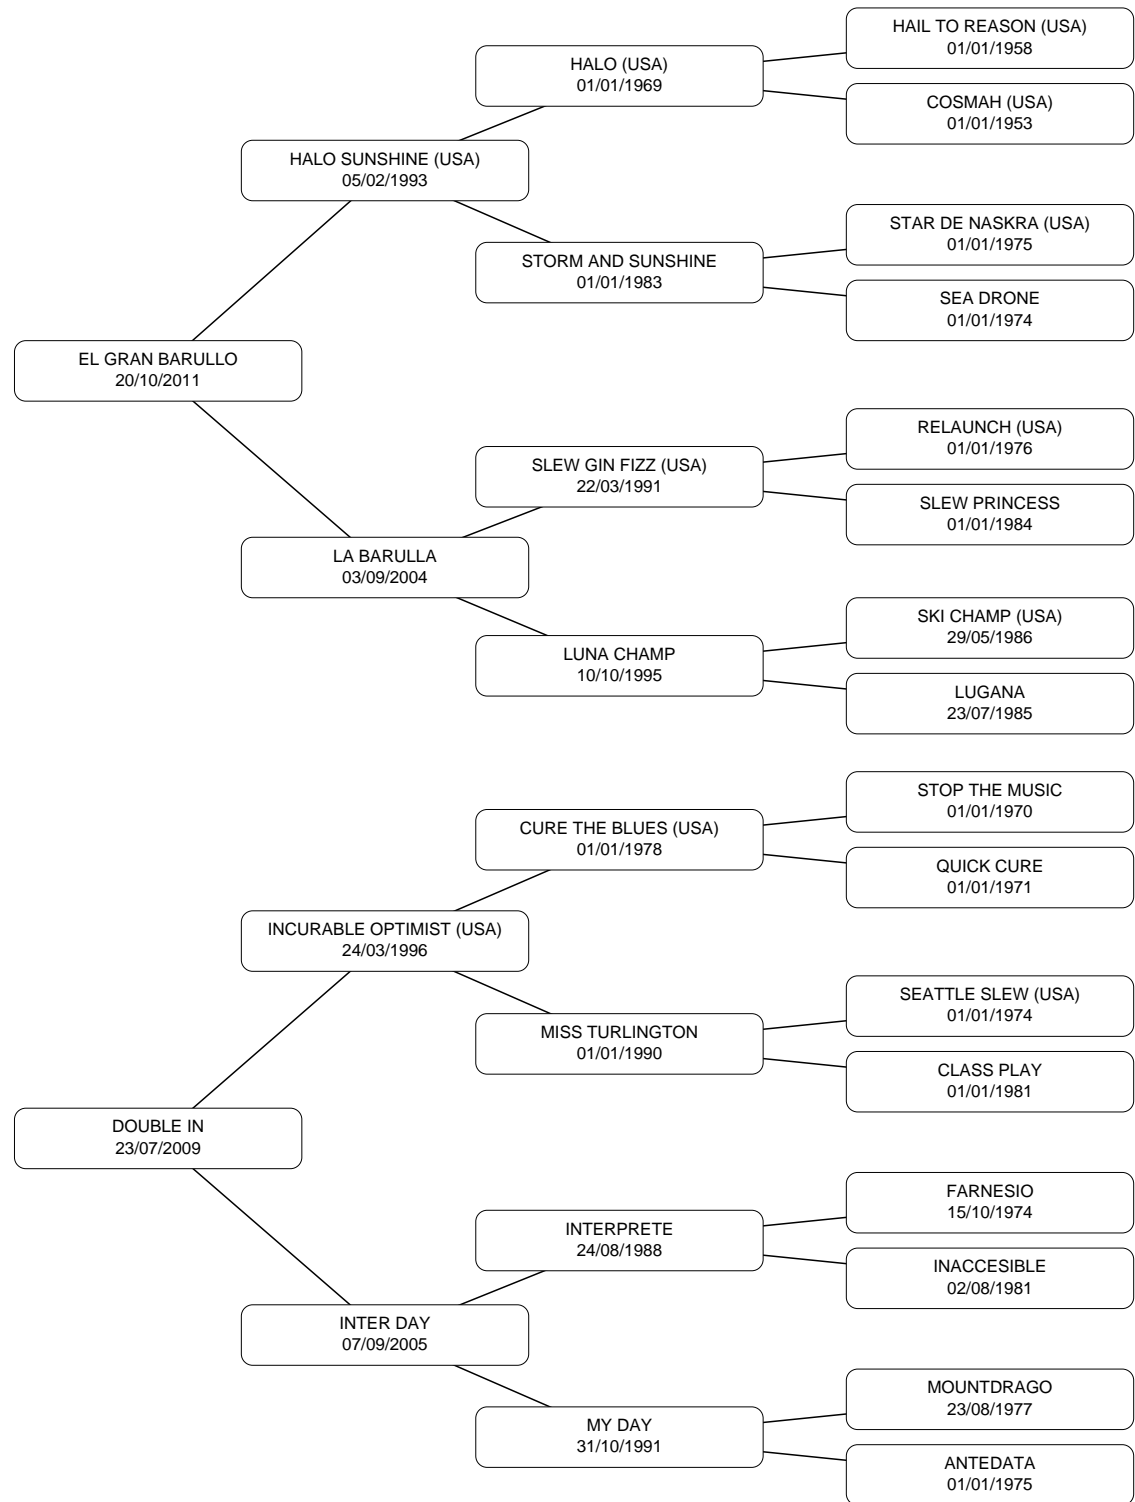 HAIL TO REASON (USA)
01/01/1958
HALO (USA)
01/01/1969
COSMAH (USA)
01/01/1953
HALO SUNSHINE (USA)
05/02/1993
STAR DE NASKRA (USA)
01/01/1975
STORM AND SUNSHINE
01/01/1983
SEA DRONE
01/01/1974
EL GRAN BARULLO
20/10/2011
RELAUNCH (USA)
01/01/1976
SLEW GIN FIZZ (USA)
22/03/1991
SLEW PRINCESS
01/01/1984
LA BARULLA
03/09/2004
SKI CHAMP (USA)
29/05/1986
LUNA CHAMP
10/10/1995
LUGANA
23/07/1985
STOP THE MUSIC
01/01/1970
CURE THE BLUES (USA)
01/01/1978
QUICK CURE
01/01/1971
INCURABLE OPTIMIST (USA)
24/03/1996
SEATTLE SLEW (USA)
01/01/1974
MISS TURLINGTON
01/01/1990
CLASS PLAY
01/01/1981
DOUBLE IN
23/07/2009
FARNESIO
15/10/1974
INTERPRETE
24/08/1988
INACCESIBLE
02/08/1981
INTER DAY
07/09/2005
MOUNTDRAGO
23/08/1977
MY DAY
31/10/1991
ANTEDATA
01/01/1975